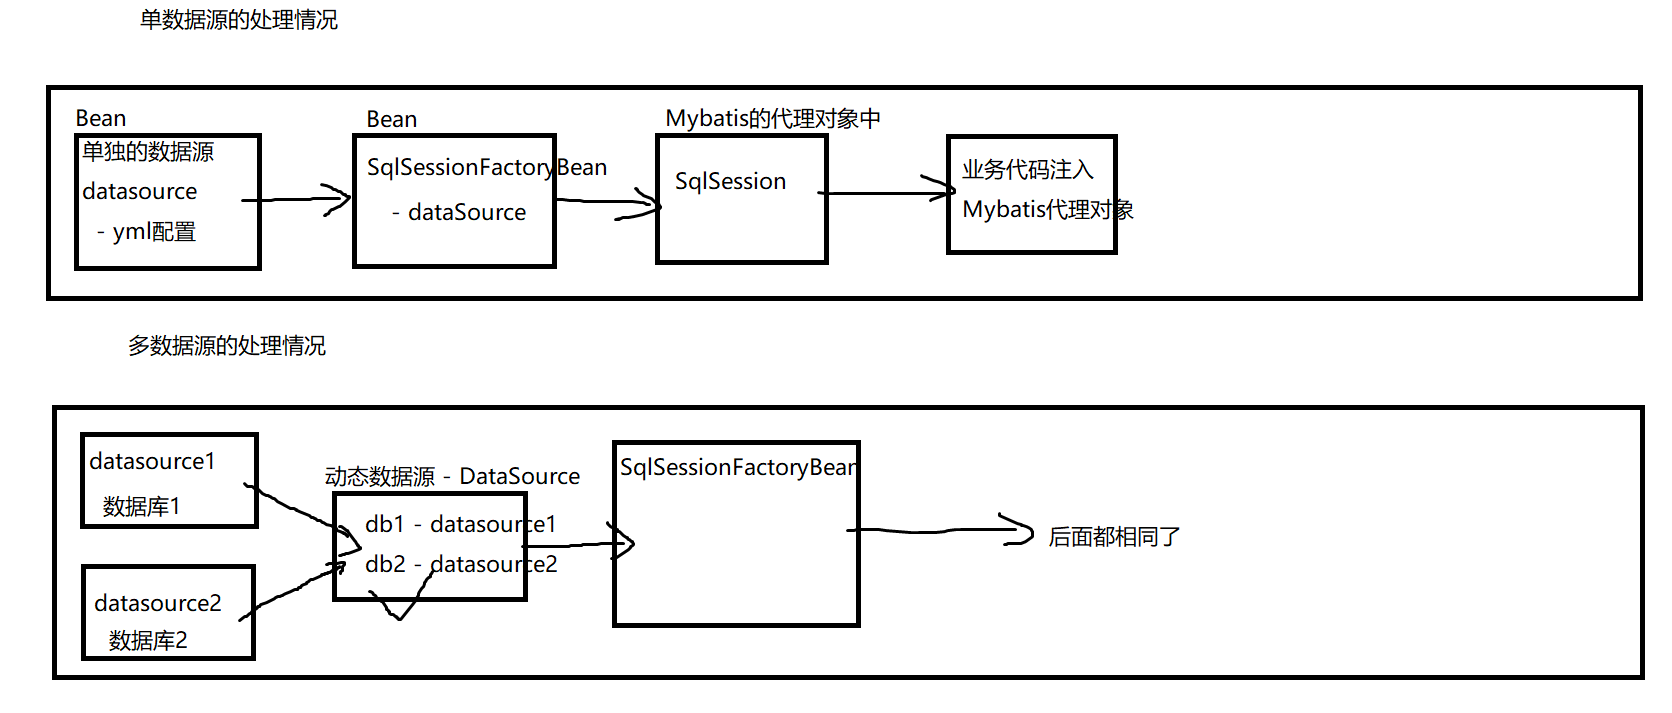 单数据源的处理情况
Bean
单独的数据源
datasource
- yml配置
Bean
SqlSessionFactoryBean
- dataSource
Mybatis的代理对象中
SqlSession
业务代码注入
Mybatis代理对象
多数据源的处理情况
datasource1
数据库1
datasource2
数据库2
动态数据源 - DataSource
db1 - datasource1
db2 - datasource2
SqlSessionFactoryBean
后面都相同了